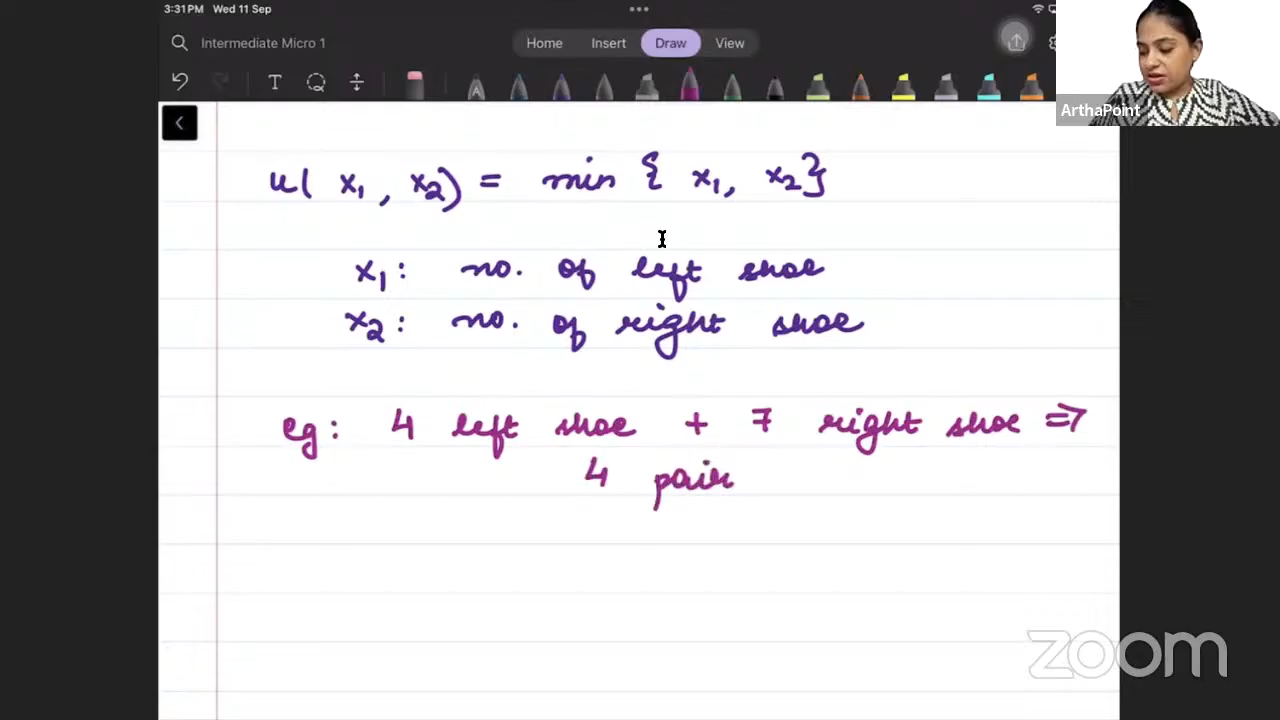 3:31 PM Wed 11 Sep
Intermediate Micro 1
Home Insert Draw View
T
A
ArthaPoint
u( x₁ , x₂) = min { x₁, x₂}
x₁ : no. of left shoe
x₂ : no. of right shoe
eg : 4 left shoe + 7 right shoe ⇒
4 pair
zoom